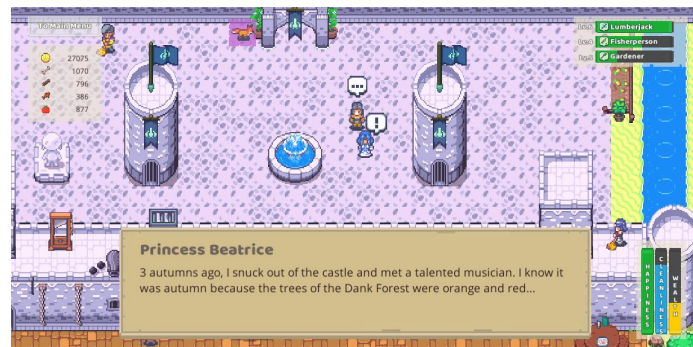 To Main Menu
27075
1070
796
386
877
Lumberjack
Fisherperson
Gardener
...
!
Princess Beatrice
3 autumns ago, I snuck out of the castle and met a talented musician. I know it
was autumn because the trees of the Dank Forest were orange and red...
HAPPINESS
CLEANLINESS
WEALTH